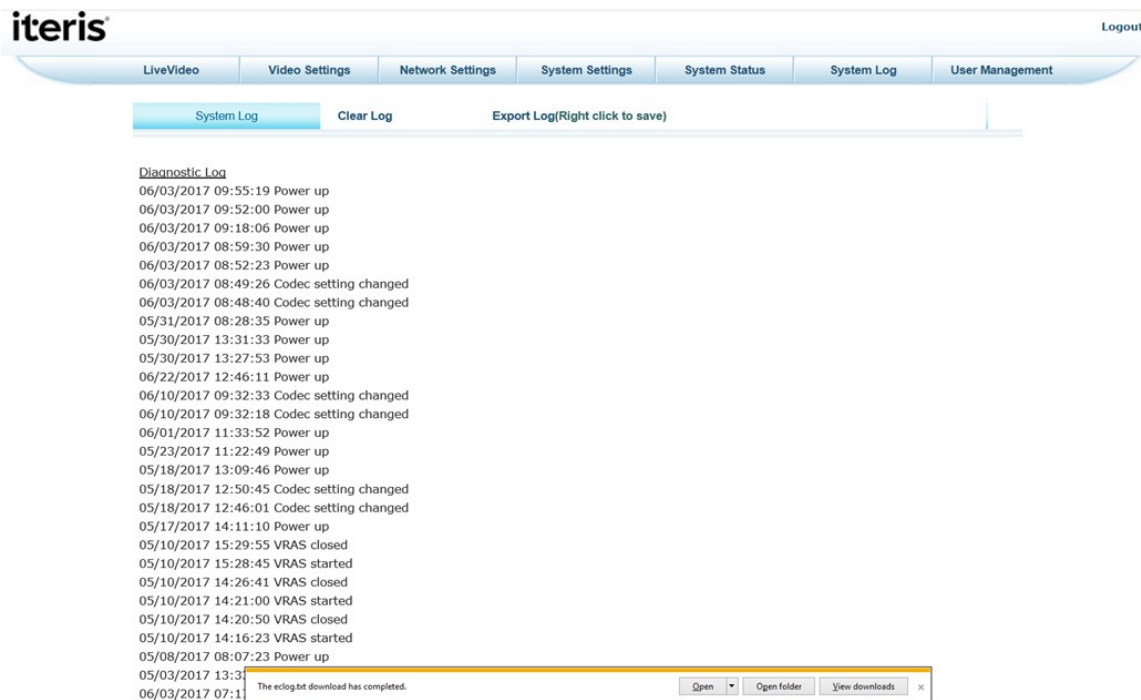 iteris
Logout
LiveVideo Video Settings Network Settings System Settings System Status System Log User Management
System Log Clear Log Export Log(Right click to save)
Diagnostic Log
06/03/2017 09:55:19 Power up
06/03/2017 09:52:00 Power up
06/03/2017 09:18:06 Power up
06/03/2017 08:59:30 Power up
06/03/2017 08:52:23 Power up
06/03/2017 08:49:26 Codec setting changed
06/03/2017 08:48:40 Codec setting changed
05/31/2017 08:28:35 Power up
05/30/2017 13:31:33 Power up
05/30/2017 13:27:53 Power up
06/22/2017 12:46:11 Power up
06/10/2017 09:32:33 Codec setting changed
06/10/2017 09:32:18 Codec setting changed
06/01/2017 11:33:52 Power up
05/23/2017 11:22:49 Power up
05/18/2017 13:09:46 Power up
05/18/2017 12:50:45 Codec setting changed
05/18/2017 12:46:01 Codec setting changed
05/17/2017 14:11:10 Power up
05/10/2017 15:29:55 VRAS closed
05/10/2017 15:28:45 VRAS started
05/10/2017 14:26:41 VRAS closed
05/10/2017 14:21:00 VRAS started
05/10/2017 14:20:50 VRAS closed
05/10/2017 14:16:23 VRAS started
05/08/2017 08:07:23 Power up
05/03/2017
06/03/2017
The eclog.txt download has completed. Open Open folder View downloads